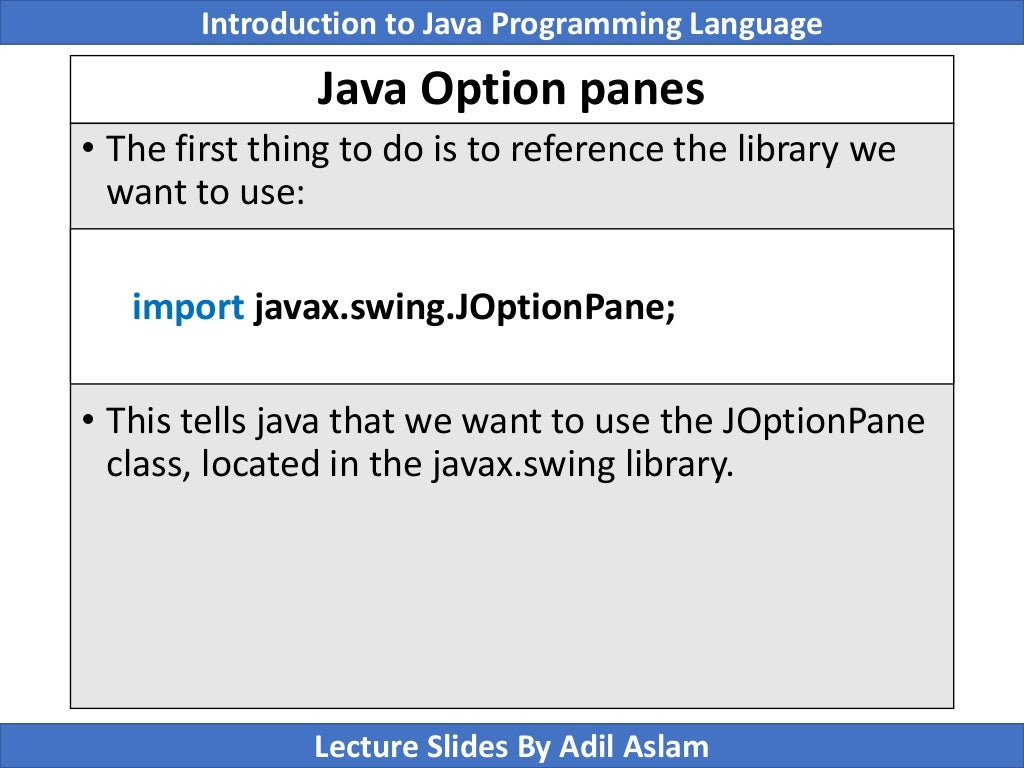 Introduction to Java Programming Language
Java Option panes
• The first thing to do is to reference the library we
want to use:
import javax.swing.JOptionPane;
• This tells java that we want to use the JOptionPane
class, located in the javax.swing library.
Lecture Slides By Adil Aslam